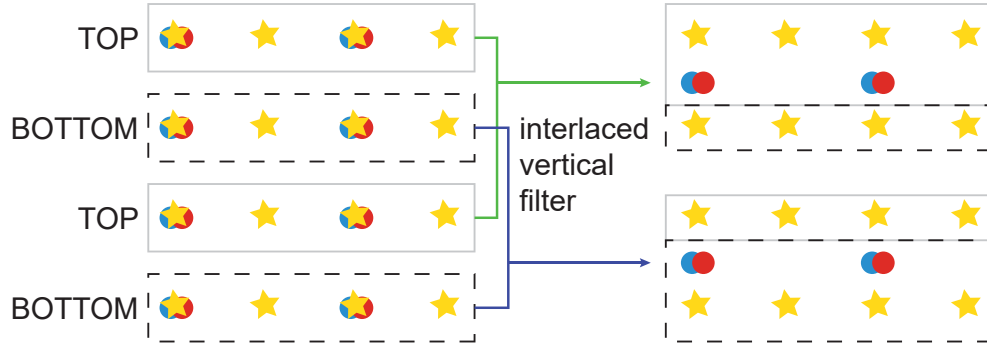 TOP
BOTTOM
interlaced
vertical
filter
TOP
BOTTOM